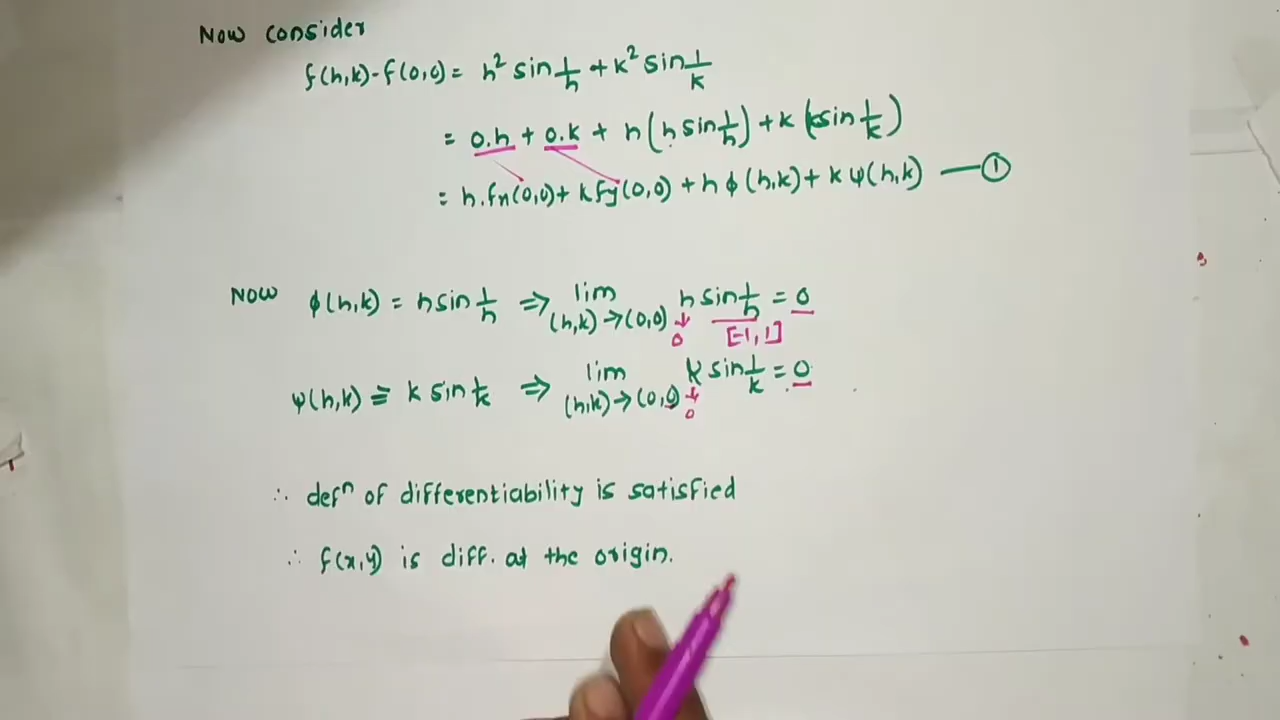 Now consider
f(h,k)-f(0,0) = h² sin 1/h + k² sin 1/k
= 0.h + 0.k + h(h sin 1/h) + k(k sin 1/k)
= h.fx(0,0) + k fy(0,0) + h ϕ(h,k) + k ψ(h,k) —①
Now ϕ(h,k) = h sin 1/h ⇒ lim (h,k)→(0,0) h sin 1/h = 0
0 [-1,1]
ψ(h,k) = k sin 1/k ⇒ lim (h,k)→(0,0) k sin 1/k = 0
0
∴ defⁿ of differentiability is satisfied
∴ f(x,y) is diff. at the origin.